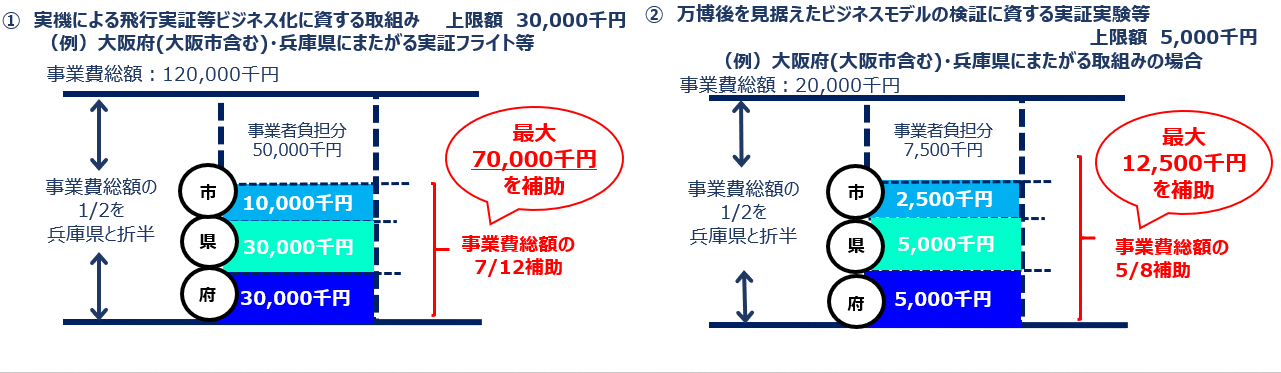 ① 実機による飛行実証等ビジネス化に資する取組み 上限額 30,000千円
（例）大阪府(大阪市含む)・兵庫県にまたがる実証フライト等
事業費総額：120,000千円
事業者負担分
50,000千円
事業費総額の
1/2を
兵庫県と折半
市
10,000千円
県
30,000千円
府
30,000千円
最大
70,000千円
を補助
事業費総額の
7/12補助
② 万博後を見据えたビジネスモデルの検証に資する実証実験等
上限額 5,000千円
（例）大阪府(大阪市含む)・兵庫県にまたがる取組みの場合
事業費総額：20,000千円
事業者負担分
7,500千円
事業費総額の
1/2を
兵庫県と折半
市
2,500千円
県
5,000千円
府
5,000千円
最大
12,500千円
を補助
事業費総額の
5/8補助